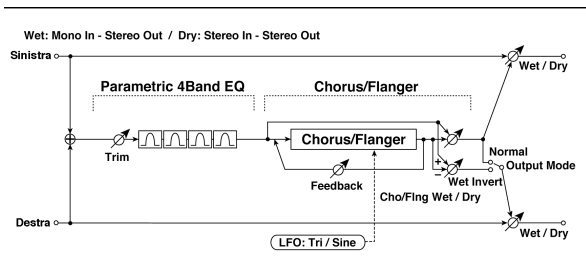 Wet: Mono In - Stereo Out / Dry: Stereo In - Stereo Out
Sinistra
Wet / Dry
Parametric 4Band EQ
Chorus/Flanger
Chorus/Flanger
Trim
Normal
Output Mode
+
−
Feedback
Wet Invert
Cho/Flng Wet / Dry
Destra
Wet / Dry
LFO: Tri / Sine